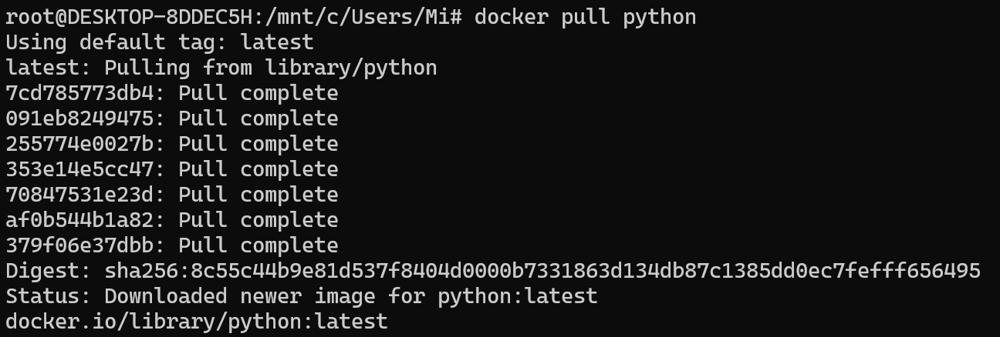 root@DESKTOP-8DDEC5H:/mnt/c/Users/Mi# docker pull python
Using default tag: latest
latest: Pulling from library/python
7cd785773db4: Pull complete
091eb8249475: Pull complete
255774e0027b: Pull complete
353e14e5cc47: Pull complete
70847531e23d: Pull complete
af0b544b1a82: Pull complete
379f06e37dbb: Pull complete
Digest: sha256:8c55c44b9e81d537f8404d0000b7331863d134db87c1385dd0ec7fefff656495
Status: Downloaded newer image for python:latest
docker.io/library/python:latest